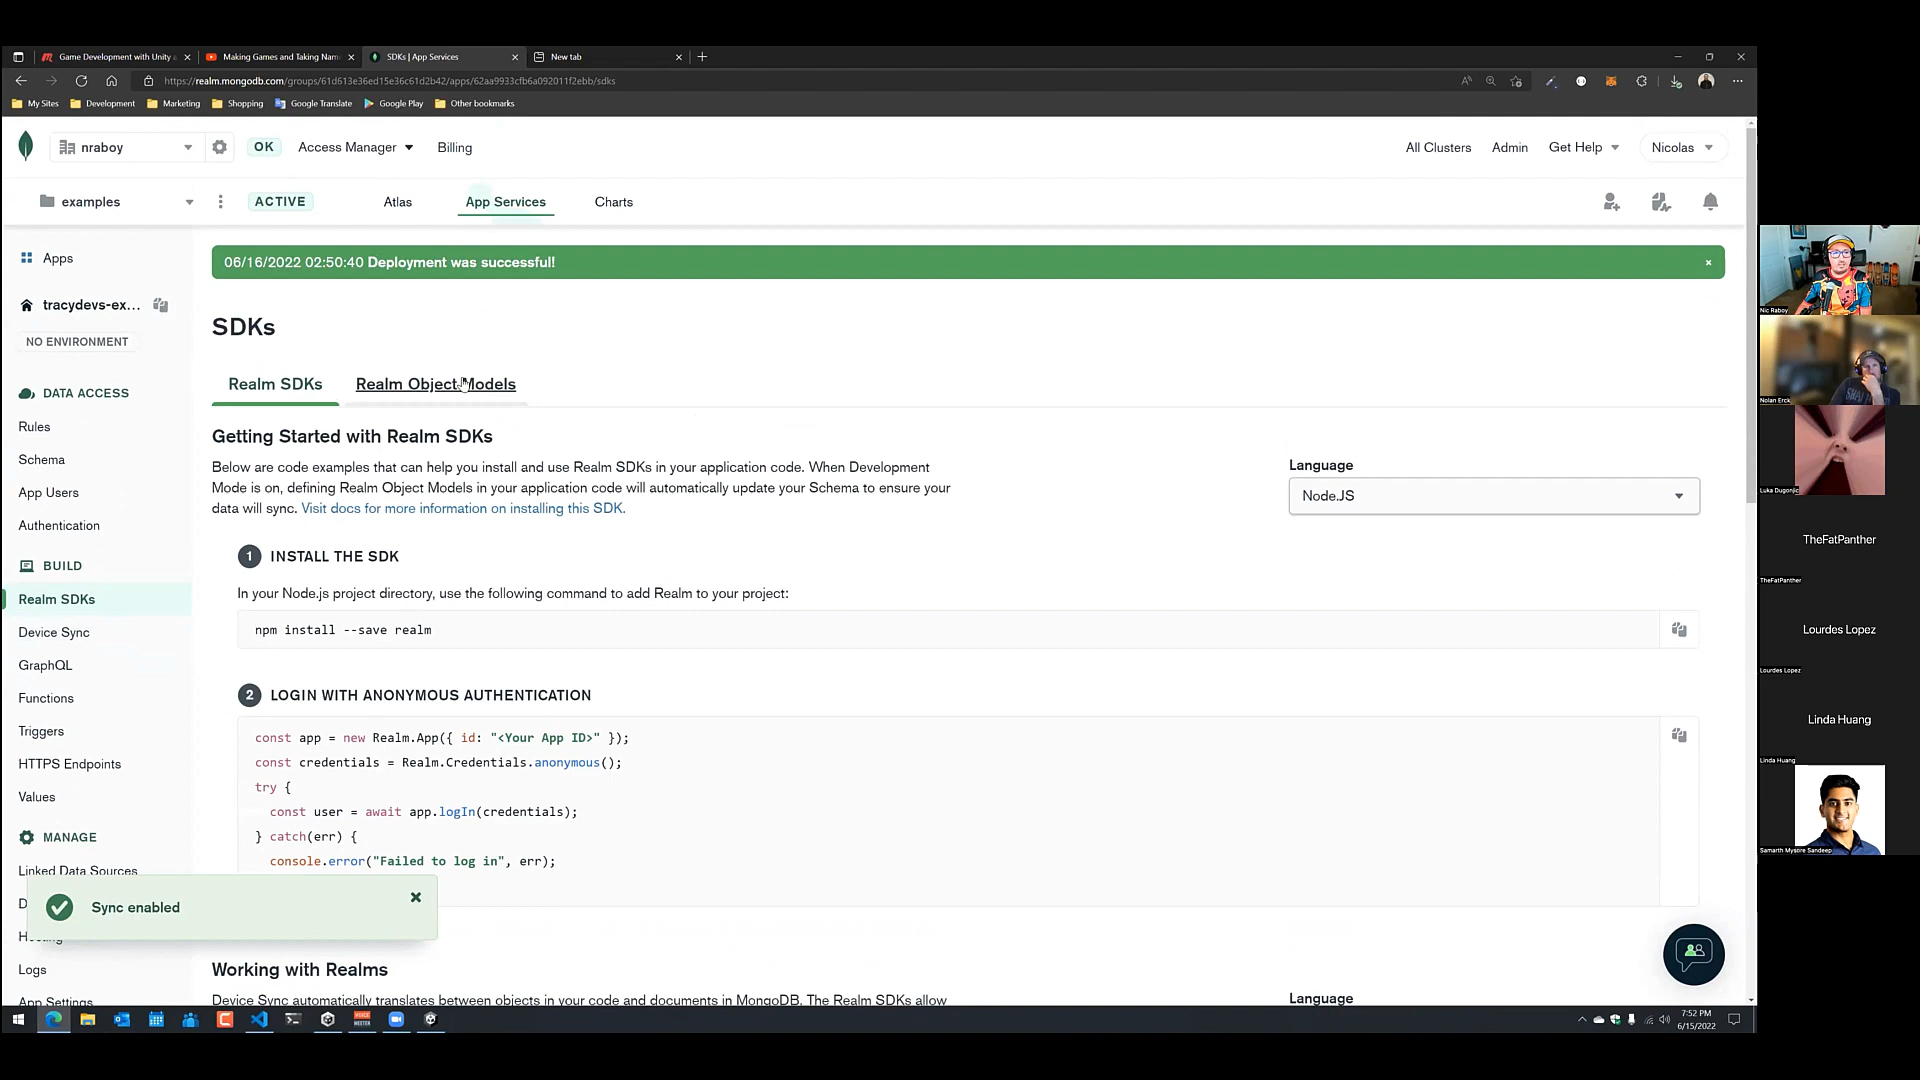 Game Development with Unity a
Making Games and Taking Nam
SDKs | App Services
New tab
https://realm.mongodb.com/groups/61d613e36ed15e36c61d2b42/apps/62aa9933cfb6a092011f2ebb/sdks
My Sites
Development
Marketing
Shopping
Google Translate
Google Play
Other bookmarks
nraboy
OK
Access Manager
Billing
All Clusters
Admin
Get Help
Nicolas
examples
ACTIVE
Atlas
App Services
Charts
Apps
tracydevs-ex...
NO ENVIRONMENT
DATA ACCESS
Rules
Schema
App Users
Authentication
BUILD
Realm SDKs
Device Sync
GraphQL
Functions
Triggers
HTTPS Endpoints
Values
MANAGE
Linked Data Sources
D
Hosting
Logs
App Settings
06/16/2022 02:50:40 Deployment was successful!
SDKs
Realm SDKs
Realm Object Models
Getting Started with Realm SDKs
Below are code examples that can help you install and use Realm SDKs in your application code. When Development
Mode is on, defining Realm Object Models in your application code will automatically update your Schema to ensure your
data will sync. Visit docs for more information on installing this SDK.
Language
Node.JS
1 INSTALL THE SDK
In your Node.js project directory, use the following command to add Realm to your project:
npm install --save realm
2 LOGIN WITH ANONYMOUS AUTHENTICATION
const app = new Realm.App({ id: "<Your App ID>" });
const credentials = Realm.Credentials.anonymous();
try {
const user = await app.logIn(credentials);
} catch(err) {
console.error("Failed to log in", err);
Sync enabled
Working with Realms
Device Sync automatically translates between objects in your code and documents in MongoDB. The Realm SDKs allow
Language
7:52 PM
6/15/2022
Nic Raboy
Nolan Erck
Luka Dugonjic
TheFatPanther
TheFatPanther
Lourdes Lopez
Lourdes Lopez
Linda Huang
Linda Huang
Samarth Mysore Sandeep